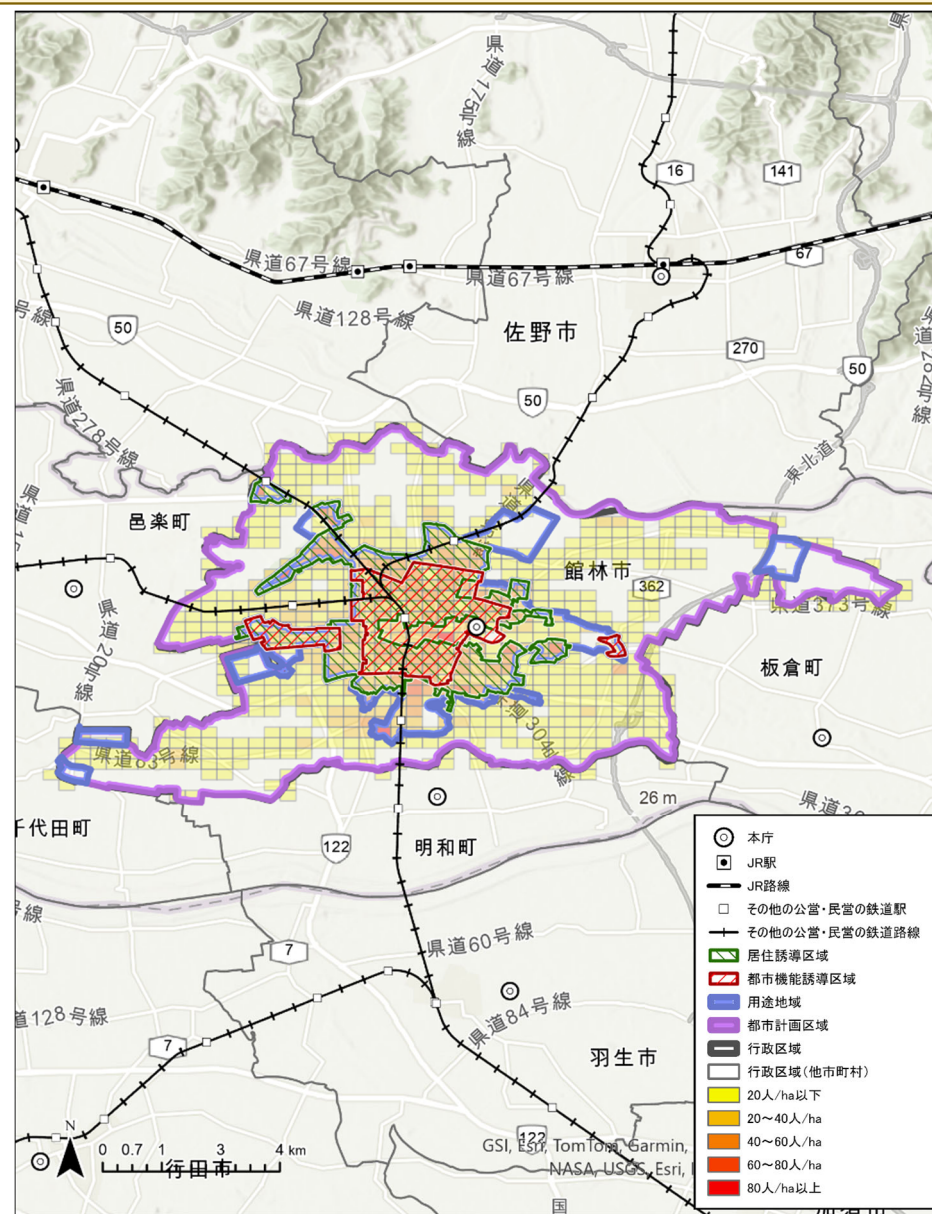 県道175号線
16
141
67
県道67号線
県道67号線
県道128号線
号線
50
佐野市
270
50
50
県道278号線
東北道
邑楽町
館林市
362
県道373号線
県道20号線
板倉町
県道304号線
県道83号線
26 m
千代田町
122
明和町
号線
7
県道60号線
道128号線
県道84号線
7
羽生市
N
0 0.7 1 3 4 km
行田市
122
GSI, Esri, TomTom, Garmin,
NASA, USGS, Esri,
国
本庁
JR駅
JR路線
その他の公営・民営の鉄道駅
その他の公営・民営の鉄道路線
居住誘導区域
都市機能誘導区域
用途地域
都市計画区域
行政区域
行政区域(他市町村)
20人/ha以下
20~40人/ha
40~60人/ha
60~80人/ha
80人/ha以上